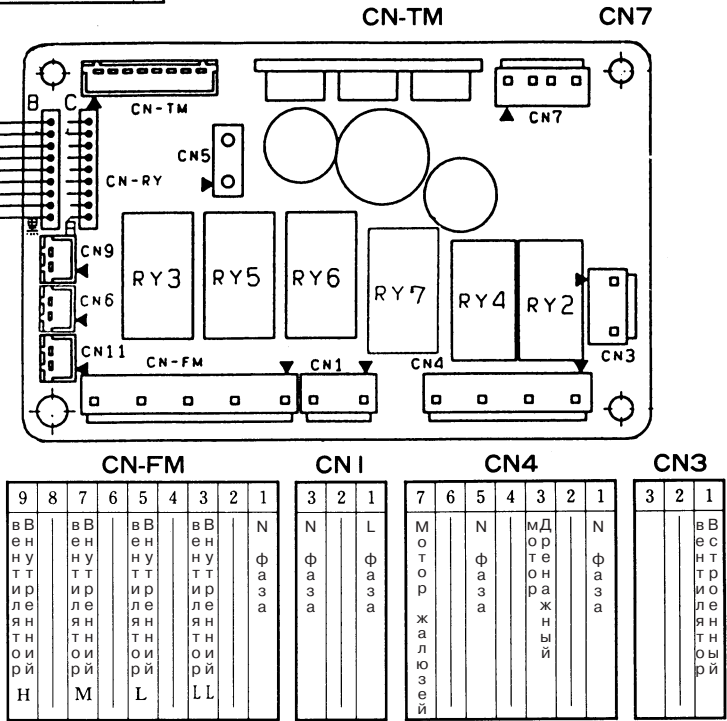 CN-TM CN7
B C
CN-TM
CN7
CN5
CN-RY
CN9
RY3 RY5 RY6 RY7 RY4 RY2
CN6
CN11
CN-FM CN1 CN4 CN3
CN-FM
9 8 7 6 5 4 3 2 1
Внутренний вентилятор H
Внутренний вентилятор M
Внутренний вентилятор L
Внутренний вентилятор LL
N фаза
CN1
3 2 1
N фаза
L фаза
CN4
7 6 5 4 3 2 1
Мотор жалюзей
N фаза
Дренажный мотор
N фаза
CN3
3 2 1
Встроенный вентилятор